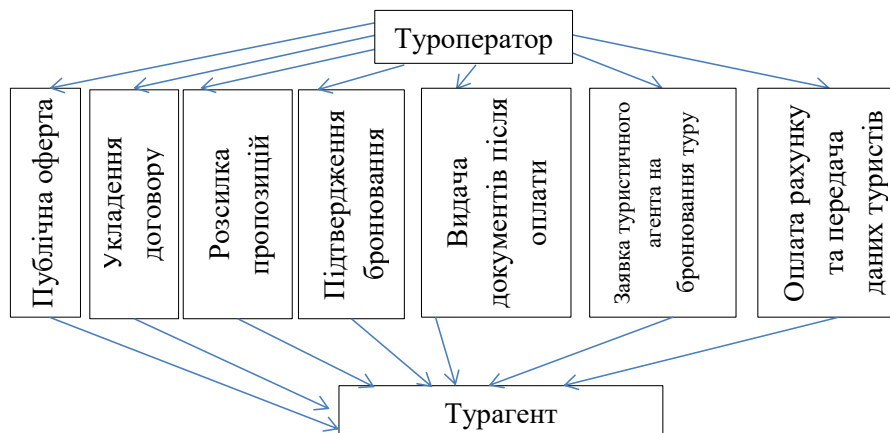 Туроператор
Публічна оферта
Укладення
договору
Розсилка
пропозицій
Підтвердження
бронювання
Видача
документів після
оплати
Заявка туристичного
агента на
бронювання туру
Оплата рахунку
та передача
даних туристів
Турагент